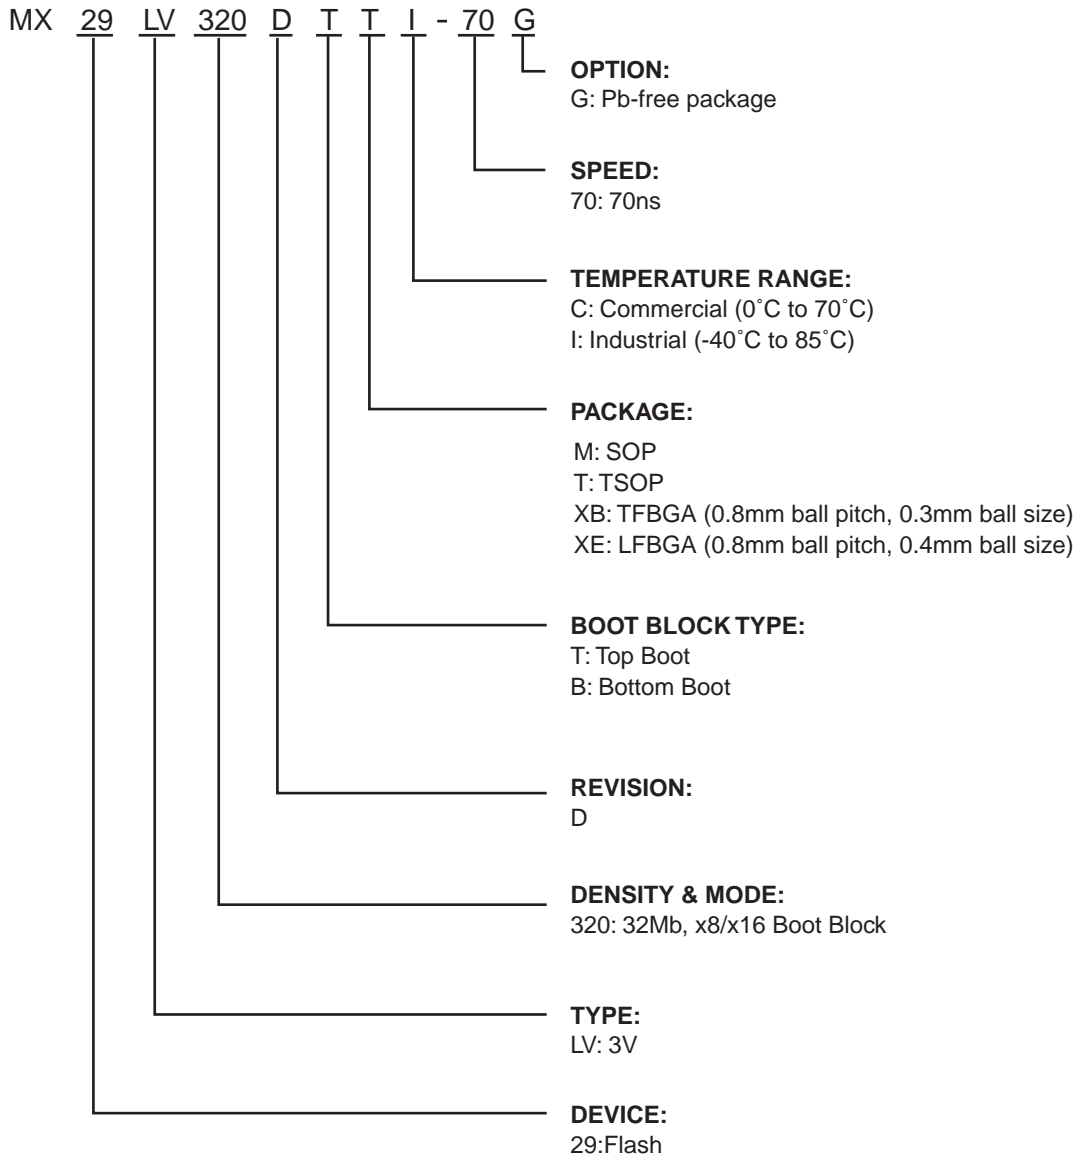 MX 29 LV 320 D T T I - 70 G
OPTION:
G: Pb-free package
SPEED:
70: 70ns
TEMPERATURE RANGE:
C: Commercial (0˚C to 70˚C)
I: Industrial (-40˚C to 85˚C)
PACKAGE:
M: SOP
T: TSOP
XB: TFBGA (0.8mm ball pitch, 0.3mm ball size)
XE: LFBGA (0.8mm ball pitch, 0.4mm ball size)
BOOT BLOCK TYPE:
T: Top Boot
B: Bottom Boot
REVISION:
D
DENSITY & MODE:
320: 32Mb, x8/x16 Boot Block
TYPE:
LV: 3V
DEVICE:
29:Flash